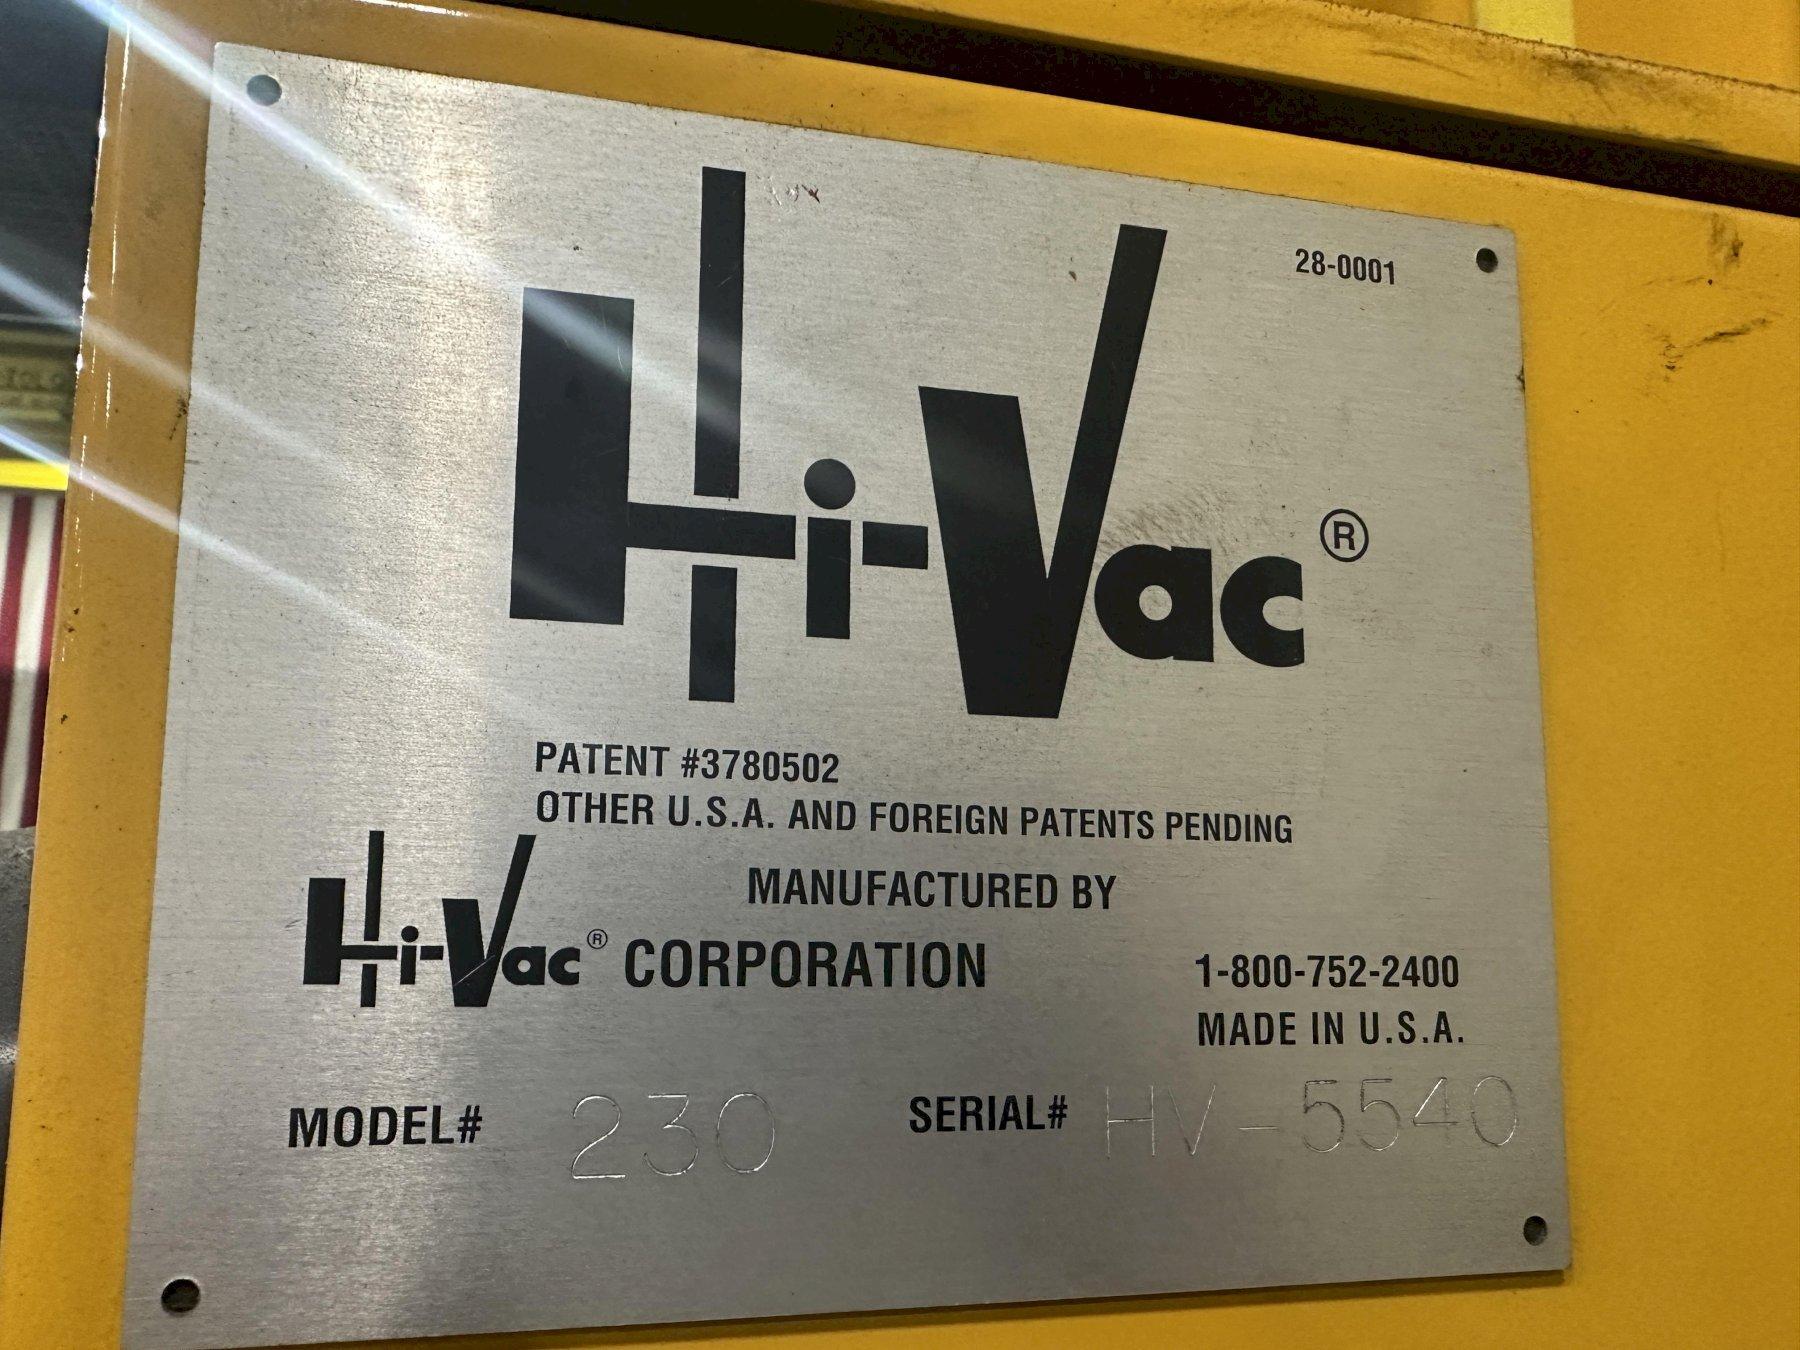 28-0001
Hi-Vac®
PATENT #3780502
OTHER U.S.A. AND FOREIGN PATENTS PENDING
MANUFACTURED BY
Hi-Vac® CORPORATION
1-800-752-2400
MADE IN U.S.A.
MODEL# 230 SERIAL# HV-5540